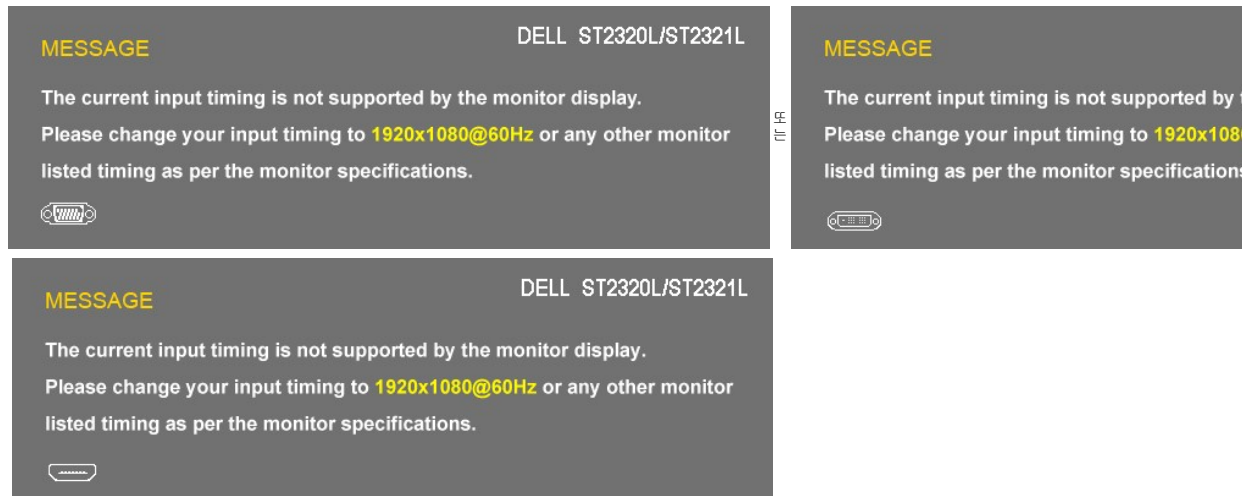 MESSAGE
DELL ST2320L/ST2321L
The current input timing is not supported by the monitor display.
Please change your input timing to 1920x1080@60Hz or any other monitor
listed timing as per the monitor specifications.
MESSAGE
The current input timing is not supported by
Please change your input timing to 1920x108
listed timing as per the monitor specification
MESSAGE
DELL ST2320L/ST2321L
The current input timing is not supported by the monitor display.
Please change your input timing to 1920x1080@60Hz or any other monitor
listed timing as per the monitor specifications.